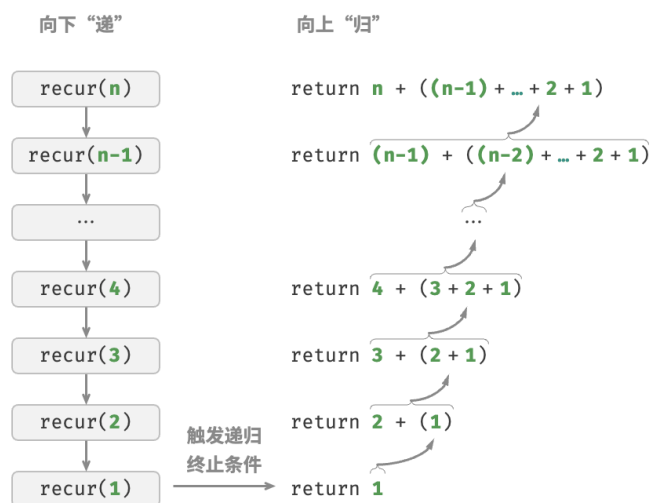 向下“递”
向上“归”
recur(n)
return n + ((n-1) + … + 2 + 1)
recur(n-1)
return (n-1) + ((n-2) + … + 2 + 1)
…
…
recur(4)
return 4 + (3 + 2 + 1)
recur(3)
return 3 + (2 + 1)
recur(2)
return 2 + (1)
触发递归
终止条件
recur(1)
return 1